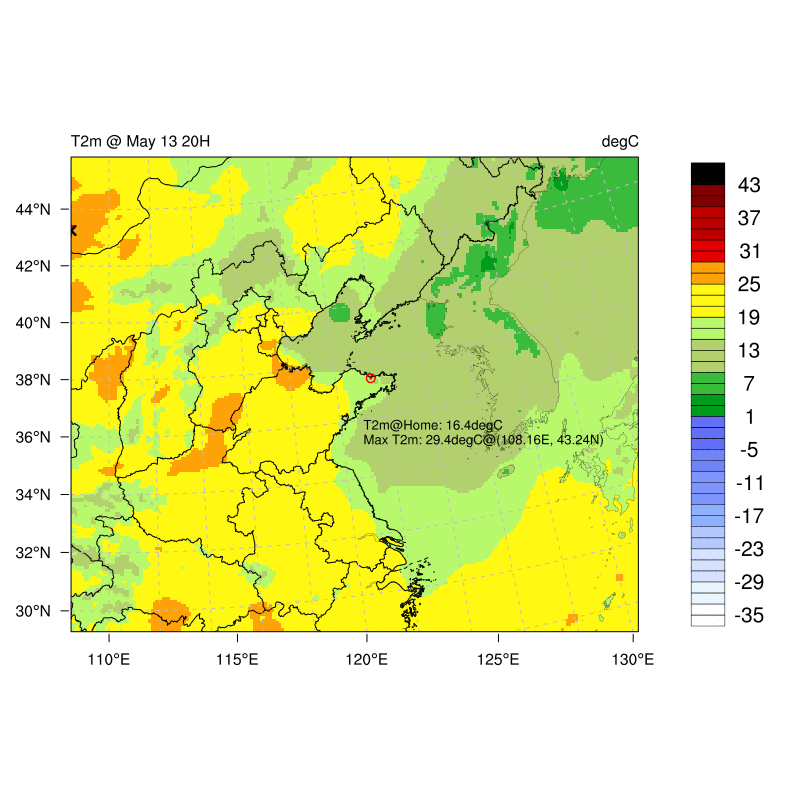 T2m @ May 13 20H
degC
44°N
42°N
40°N
38°N
36°N
34°N
32°N
30°N
T2m@Home: 16.4degC
Max T2m: 29.4degC@(108.16E, 43.24N)
110°E
115°E
120°E
125°E
130°E
43
37
31
25
19
13
7
1
-5
-11
-17
-23
-29
-35